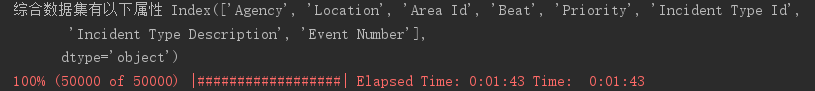 综合数据集有以下属性 Index(['Agency', 'Location', 'Area Id', 'Beat', 'Priority', 'Incident Type Id',
'Incident Type Description', 'Event Number'],
dtype='object')
100% (50000 of 50000) |##################| Elapsed Time: 0:01:43 Time:  0:01:43